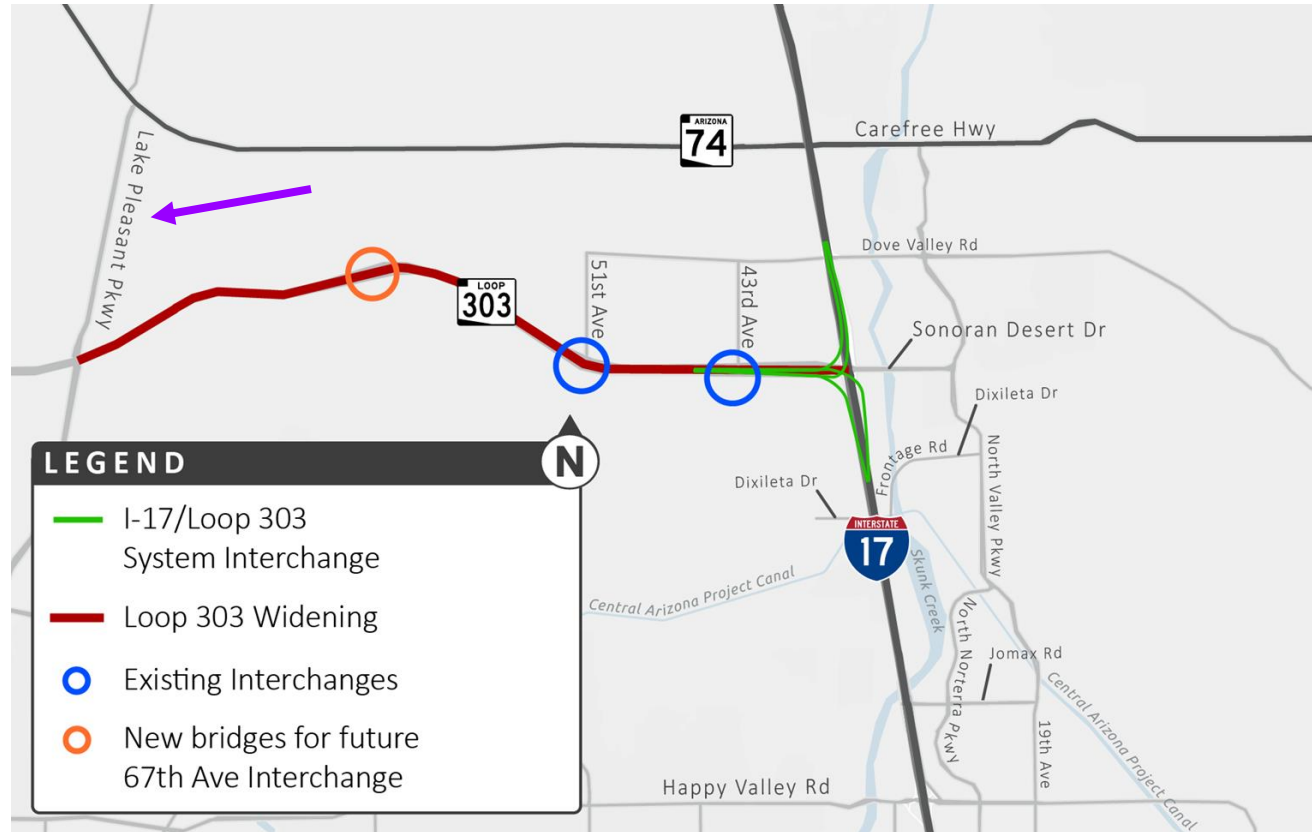 ARIZONA
74
Carefree Hwy
Lake Pleasant Pkwy
Dove Valley Rd
51st Ave
43rd Ave
LOOP
303
Sonoran Desert Dr
Dixileta Dr
North Valley Pkwy
Frontage Rd
Dixileta Dr
INTERSTATE
17
Skunk Creek
Central Arizona Project Canal
N North Norterra Pkwy
Jomax Rd
Central Arizona Project Canal
19th Ave
Happy Valley Rd
N
LEGEND
I-17/Loop 303
System Interchange
Loop 303 Widening
Existing Interchanges
New bridges for future
67th Ave Interchange